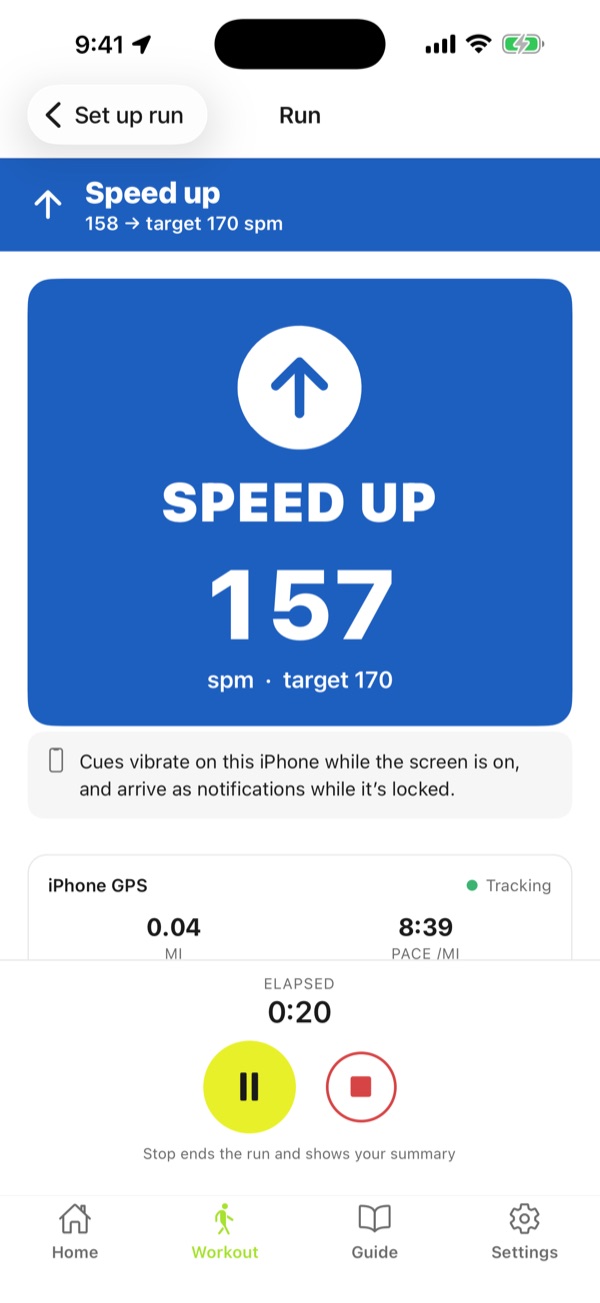 9:41
Set up run
Run
Speed up
158 → target 170 spm
SPEED UP
157
spm · target 170
Cues vibrate on this iPhone while the screen is on,
and arrive as notifications while it’s locked.
iPhone GPS
Tracking
0.04
8:39
MI
PACE /MI
ELAPSED
0:20
Stop ends the run and shows your summary
Home
Workout
Guide
Settings